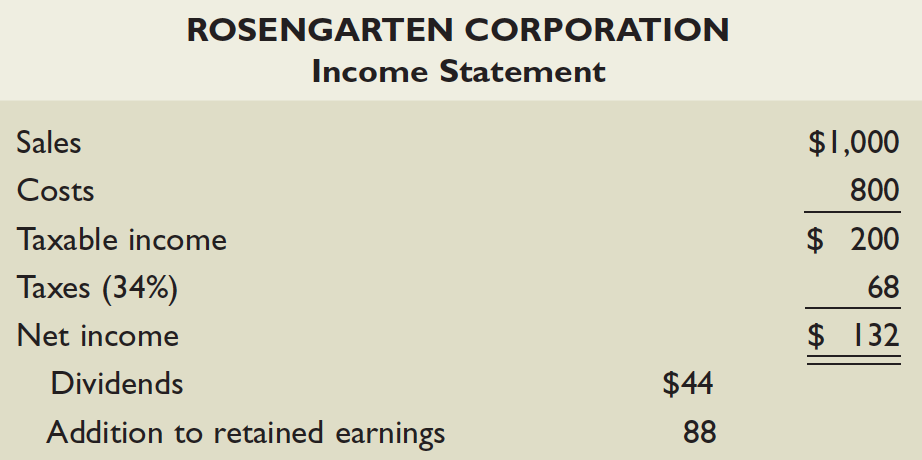 ROSENGARTEN CORPORATION
Income Statement
Sales $1,000
Costs 800
Taxable income $ 200
Taxes (34%) 68
Net income $ 132
Dividends $44
Addition to retained earnings 88